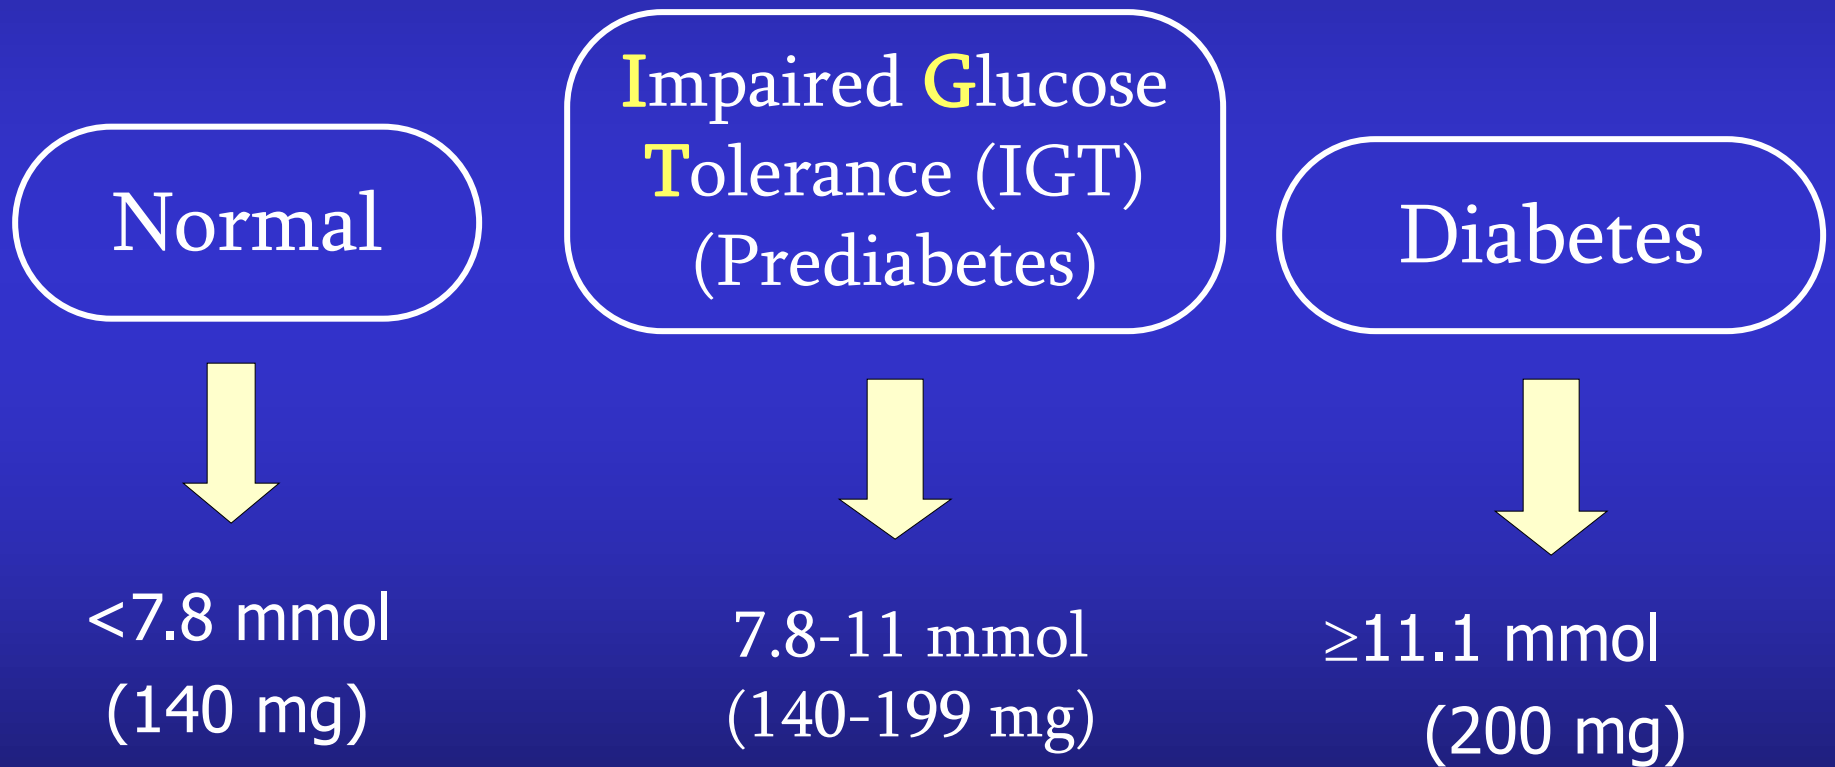 Normal
Impaired Glucose
Tolerance (IGT)
(Prediabetes)
Diabetes
<7.8 mmol
(140 mg)
7.8-11 mmol
(140-199 mg)
≥11.1 mmol
(200 mg)